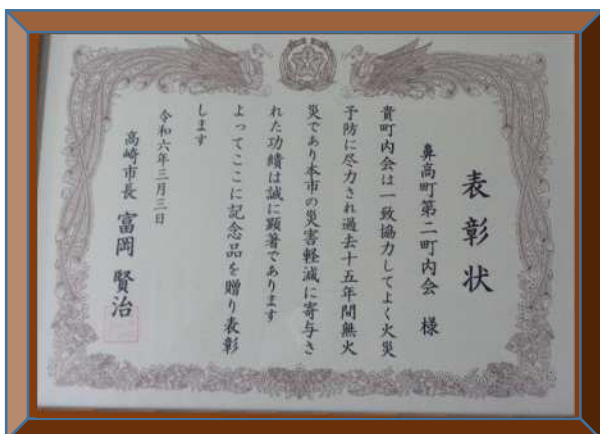 表彰状
鼻高町第二町内会 様
貴町内会は一致協力してよく火災
予防に尽力され過去十五年間無火
災であり本市の災害軽減に寄与さ
れた功績は誠に顕著であります
よってここに記念品を贈り表彰
します
令和六年三月三日
高崎市長 富岡 賢治